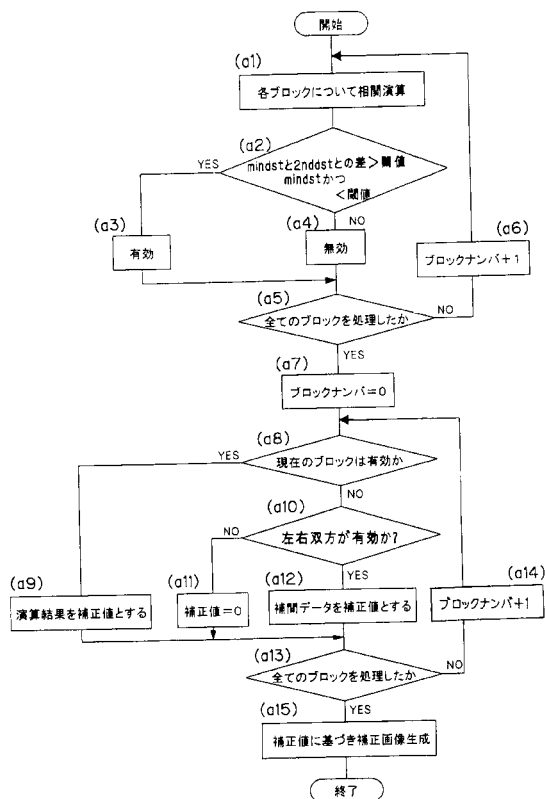 開始
(a1)
各ブロックについて相関演算
(a2)
mindstと2nddstとの差>閾値
mindstかつ
<閾値
YES
NO
(a3)
有効
(a4)
無効
(a6)
ブロックナンバ+1
(a5)
全てのブロックを処理したか
NO
YES
(a7)
ブロックナンバ=0
(a8)
現在のブロックは有効か
YES
NO
(a10)
左右双方が有効か?
NO
YES
(a9)
演算結果を補正値とする
(a11)
補正値=0
(a12)
補間データを補正値とする
(a14)
ブロックナンバ+1
(a13)
全てのブロックを処理したか
NO
YES
(a15)
補正値に基づき補正画像生成
終了